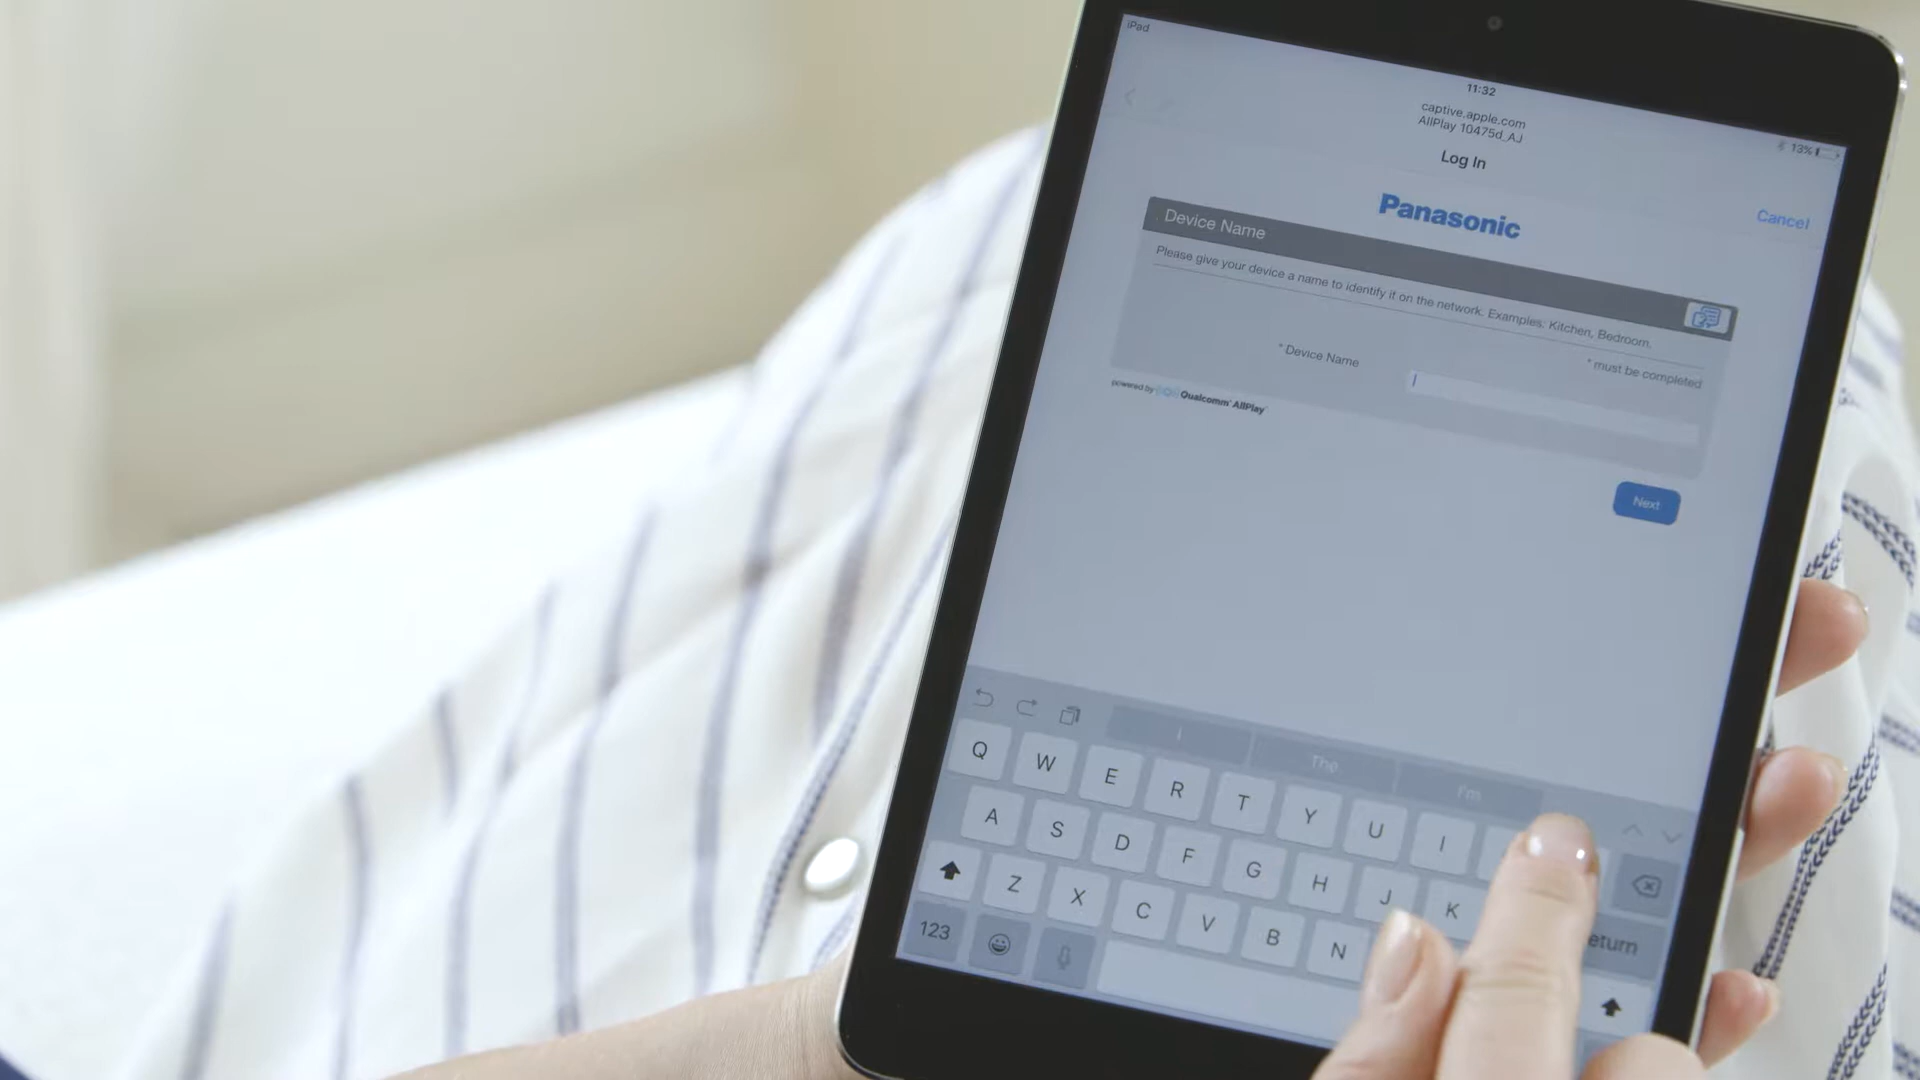 iPad
11:32
13%
captive.apple.com
AllPlay 10475d_AJ
Log In
Cancel
Panasonic
Device Name
Please give your device a name to identify it on the network. Examples: Kitchen, Bedroom.
* must be completed
* Device Name
powered by Qualcomm AllPlay
Next
I The I'm
Q W E R T Y U I
A S D F G H J K
Z X C V B N
123